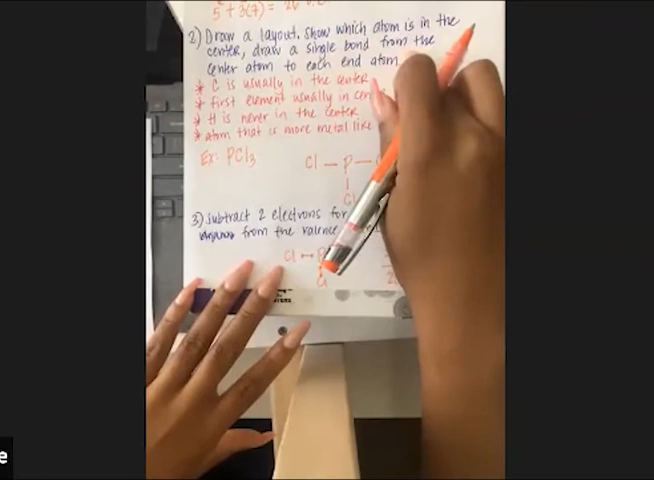 5² + 3(7) = 26
2) Draw a layout. Show which atom is in the
center, draw a single bond from the
center atom to each end atom.
* C is usually in the center
* first element usually in cen
* H is never in the center
* atom that is more metal like
Ex: PCl₃
Cl — P —
Cl
3) Subtract 2 electrons for
from the valence
Cl P
Cl
e